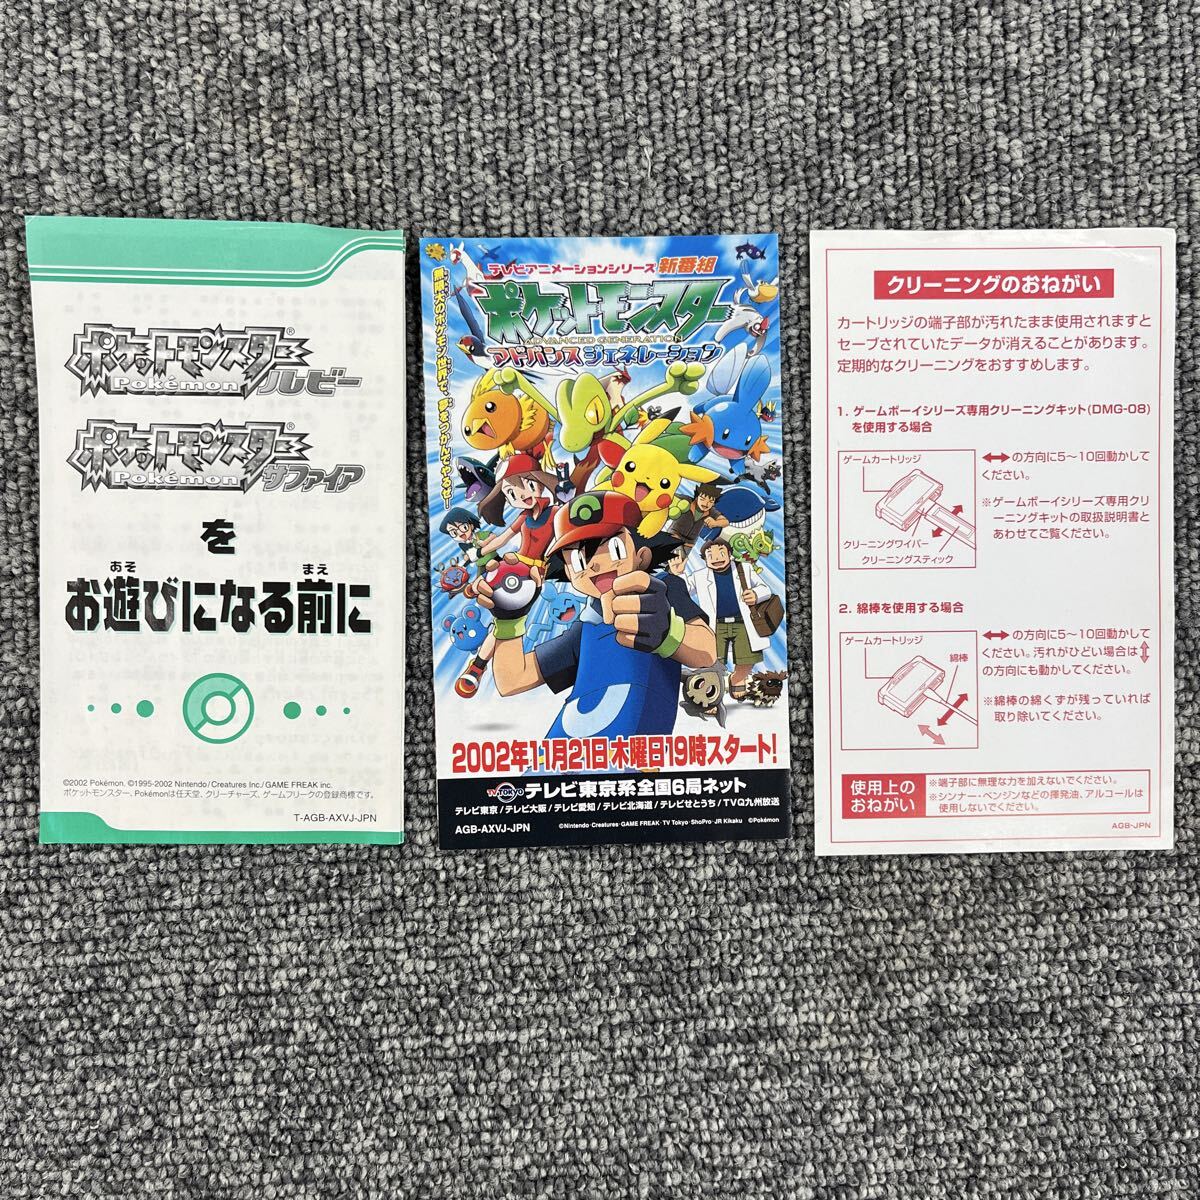 ポケットモンスター®
Pokémon ルビー
ポケットモンスター®
Pokémon サファイア
を
あそ まえ
お遊びになる前に
©2002 Pokémon. ©1995-2002 Nintendo/Creatures Inc./GAME FREAK inc.
ポケットモンスター、Pokémonは任天堂、クリーチャーズ、ゲームフリークの登録商標です。
T-AGB-AXVJ-JPN
テレビアニメーションシリーズ 新番組
ポケットモンスター
ADVANCED GENERATION
アドバンスジェネレーション
無限大のポケモン世界で、夢をつかんでやるぜー!
2002年11月21日木曜日19時スタート!
TV TOKYO テレビ東京系全国6局ネット
テレビ東京/テレビ大阪/テレビ愛知/テレビ北海道/テレビせとうち/TVQ九州放送
AGB-AXVJ-JPN
©Nintendo・Creatures・GAME FREAK・TV Tokyo・ShoPro・JR Kikaku ©Pokémon
クリーニングのおねがい
カートリッジの端子部が汚れたまま使用されますと
セーブされていたデータが消えることがあります。
定期的なクリーニングをおすすめします。
1. ゲームボーイシリーズ専用クリーニングキット(DMG-08)
を使用する場合
ゲームカートリッジ
クリーニングワイパー
クリーニングスティック
↔の方向に5〜10回動かして
ください。
※ゲームボーイシリーズ専用クリ
ーニングキットの取扱説明書と
あわせてご覧ください。
2. 綿棒を使用する場合
ゲームカートリッジ
綿棒
↔の方向に5〜10回動かして
ください。汚れがひどい場合は↕
の方向にも動かしてください。
※綿棒の綿くずが残っていれば
取り除いてください。
使用上の
おねがい
※端子部に無理な力を加えないでください。
※シンナー・ベンジンなどの揮発油、アルコールは
使用しないでください。
AGB-JPN